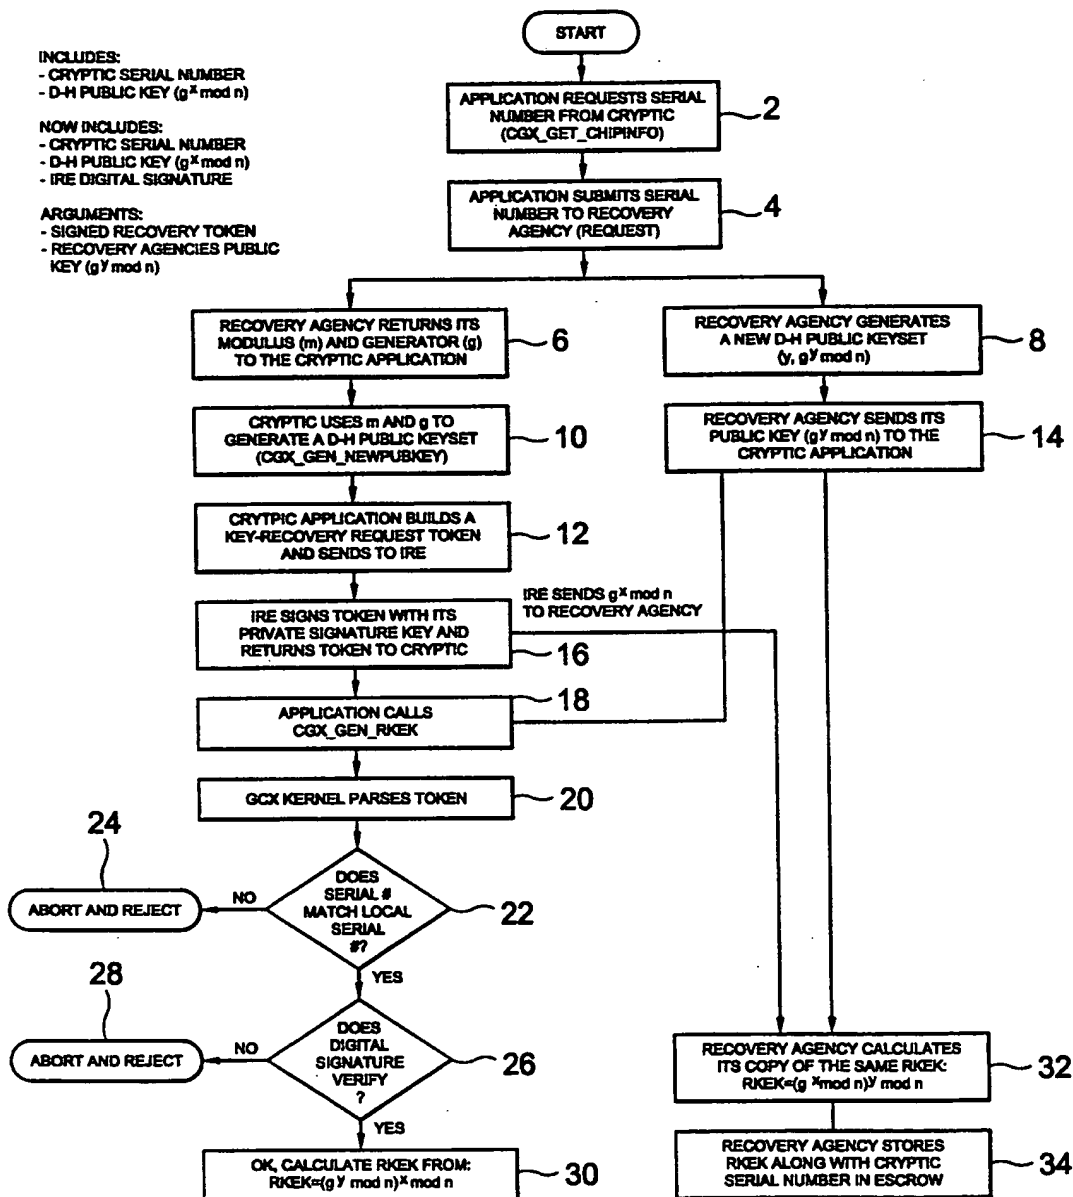 START
INCLUDES:
- CRYPTIC SERIAL NUMBER
- D-H PUBLIC KEY (g^x mod n)
NOW INCLUDES:
- CRYPTIC SERIAL NUMBER
- D-H PUBLIC KEY (g^x mod n)
- IRE DIGITAL SIGNATURE
ARGUMENTS:
- SIGNED RECOVERY TOKEN
- RECOVERY AGENCIES PUBLIC
KEY (g^y mod n)
APPLICATION REQUESTS SERIAL
NUMBER FROM CRYPTIC
(CGX_GET_CHIPINFO)
2
APPLICATION SUBMITS SERIAL
NUMBER TO RECOVERY
AGENCY (REQUEST)
4
RECOVERY AGENCY RETURNS ITS
MODULUS (m) AND GENERATOR (g)
TO THE CRYPTIC APPLICATION
6
RECOVERY AGENCY GENERATES
A NEW D-H PUBLIC KEYSET
(y, g^y mod n)
8
CRYPTIC USES m AND g TO
GENERATE A D-H PUBLIC KEYSET
(CGX_GEN_NEWPUBKEY)
10
RECOVERY AGENCY SENDS ITS
PUBLIC KEY (g^y mod n) TO THE
CRYPTIC APPLICATION
14
CRYTPIC APPLICATION BUILDS A
KEY-RECOVERY REQUEST TOKEN
AND SENDS TO IRE
12
IRE SIGNS TOKEN WITH ITS
PRIVATE SIGNATURE KEY AND
RETURNS TOKEN TO CRYPTIC
16
IRE SENDS g^x mod n
TO RECOVERY AGENCY
APPLICATION CALLS
CGX_GEN_RKEK
18
GCX KERNEL PARSES TOKEN
20
DOES
SERIAL #
MATCH LOCAL
SERIAL
#?
22
NO
24
ABORT AND REJECT
YES
DOES
DIGITAL
SIGNATURE
VERIFY
?
26
NO
28
ABORT AND REJECT
YES
OK, CALCULATE RKEK FROM:
RKEK=(g^y mod n)^x mod n
30
RECOVERY AGENCY CALCULATES
ITS COPY OF THE SAME RKEK:
RKEK=(g^x mod n)^y mod n
32
RECOVERY AGENCY STORES
RKEK ALONG WITH CRYPTIC
SERIAL NUMBER IN ESCROW
34